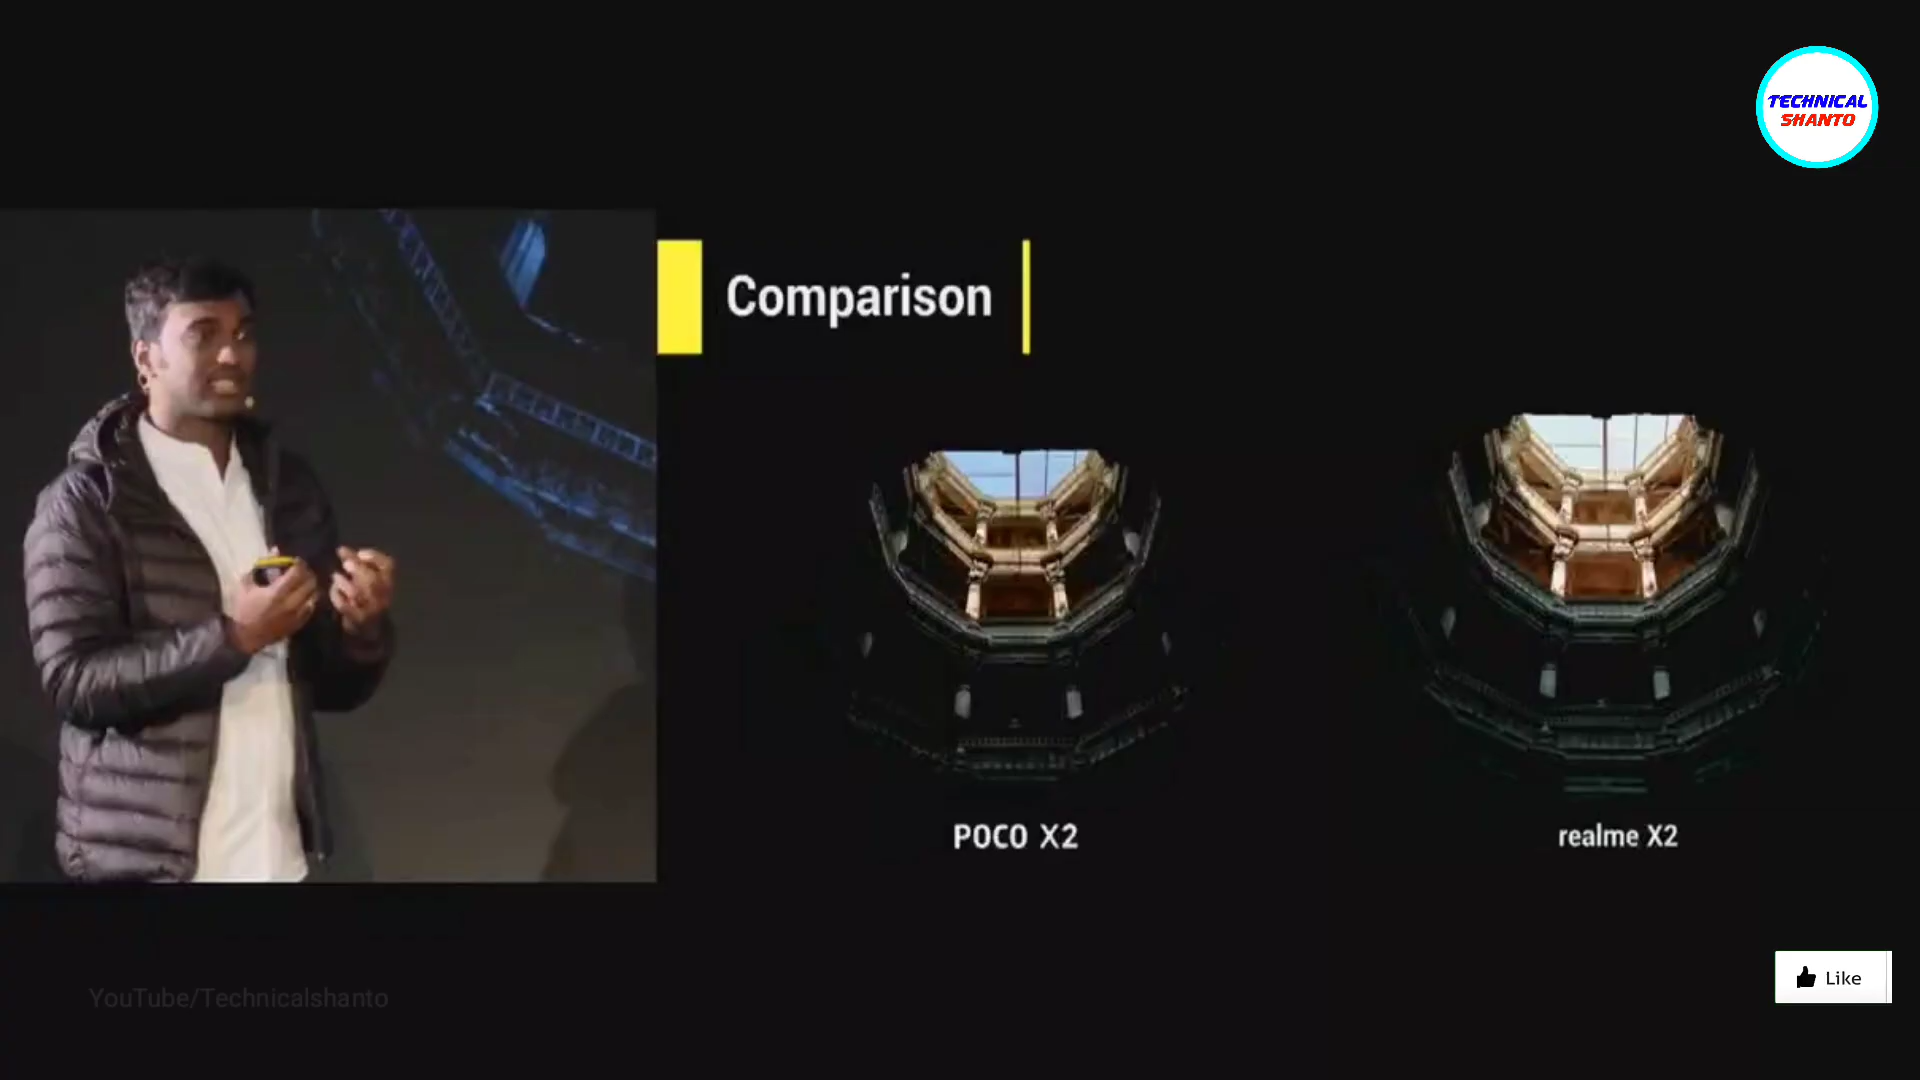 TECHNICAL
SHANTO
Comparison
POCO X2
realme X2
YouTube/Technicalshanto
Like